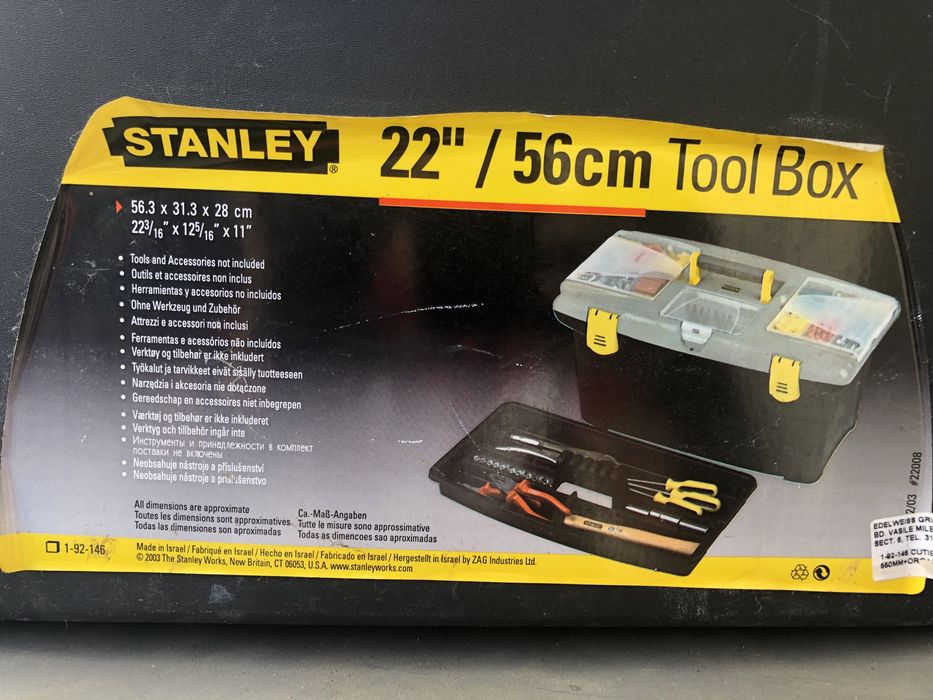 STANLEY®
22" / 56cm Tool Box
56.3 x 31.3 x 28 cm
22 3/16" x 12 5/16" x 11"
• Tools and Accessories not included
• Outils et accessoires non inclus
• Herramientas y accesorios no incluidos
• Ohne Werkzeug und Zubehör
• Attrezzi e accessori non inclusi
• Ferramentas e acessórios não incluídos
• Verktøy og tilbehør er ikke inkludert
• Työkalut ja tarvikkeet eivät sisälly tuotteeseen
• Narzędzia i akcesoria nie dołączone
• Gereedschap en accessoires niet inbegrepen
• Værktøj og tilbehør er ikke inkluderet
• Verktyg och tillbehör ingår inte
• Инструменты и принадлежности в комплект
поставки не включены
• Neobsahuje nástroje a příslušenství
• Neobsahuje nástroje a príslušenstvo
All dimensions are approximate
Toutes les dimensions sont approximatives
Todas las dimensiones son aproximadas
Ca.-Maß-Angaben
Tutte le misure sono approssimative
Todas as dimencoes sao aproximadas
1-92-146
Made in Israel / Fabriqué en Israel / Hecho en Israel / Fabricado en Israel / Hergestellt in Israel by ZAG Industries Ltd.
© 2003 The Stanley Works, New Britain, CT 06053, U.S.A. www.stanleyworks.com
2/03 #22008
EDELWEISS GRU
BD. VASILE MILE
SECT. 6, TEL. 31
1-92-146 CUTIE
560MM+ORG